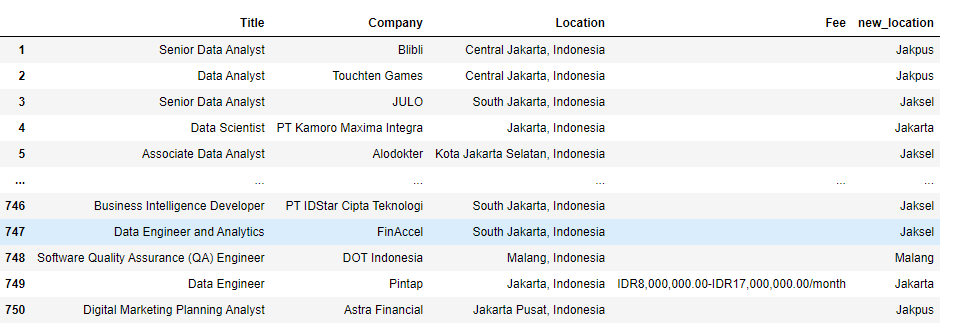 Title Company Location Fee new_location
1 Senior Data Analyst Blibli Central Jakarta, Indonesia Jakpus
2 Data Analyst Touchten Games Central Jakarta, Indonesia Jakpus
3 Senior Data Analyst JULO South Jakarta, Indonesia Jaksel
4 Data Scientist PT Kamoro Maxima Integra Jakarta, Indonesia Jakarta
5 Associate Data Analyst Alodokter Kota Jakarta Selatan, Indonesia Jaksel
... ... ... ... ... ...
746 Business Intelligence Developer PT IDStar Cipta Teknologi South Jakarta, Indonesia Jaksel
747 Data Engineer and Analytics FinAccel South Jakarta, Indonesia Jaksel
748 Software Quality Assurance (QA) Engineer DOT Indonesia Malang, Indonesia Malang
749 Data Engineer Pintap Jakarta, Indonesia IDR8,000,000.00-IDR17,000,000.00/month Jakarta
750 Digital Marketing Planning Analyst Astra Financial Jakarta Pusat, Indonesia Jakpus